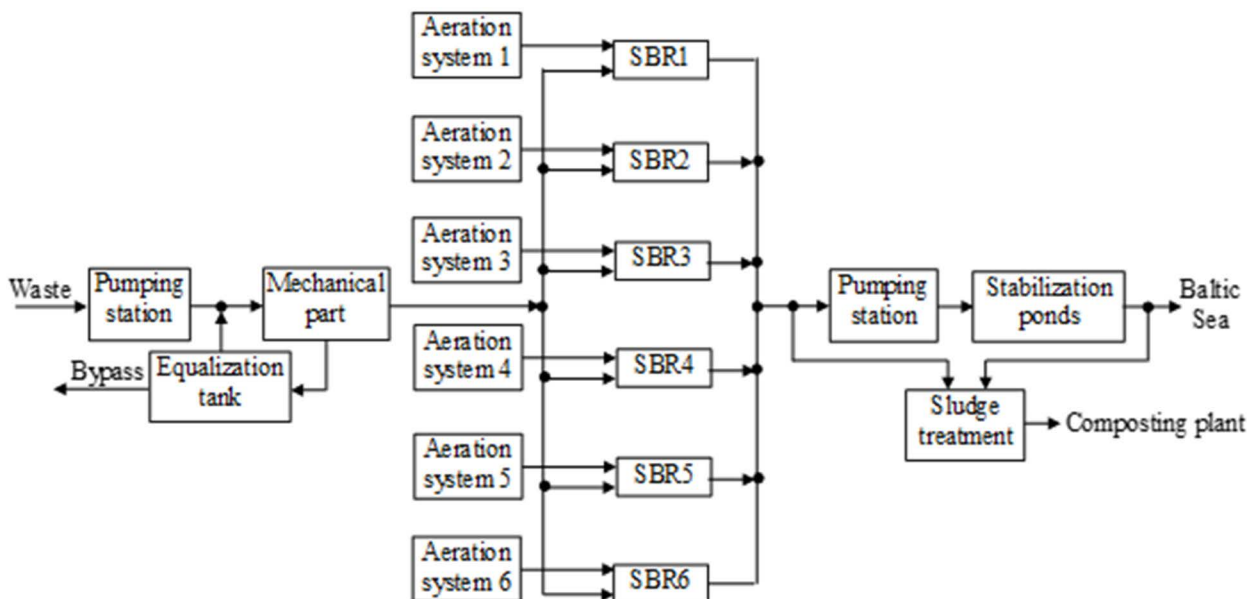 Aeration
system 1
SBR1
Aeration
system 2
SBR2
Aeration
system 3
SBR3
Waste
Pumping
station
Mechanical
part
Bypass
Equalization
tank
Aeration
system 4
SBR4
Aeration
system 5
SBR5
Aeration
system 6
SBR6
Pumping
station
Stabilization
ponds
Baltic
Sea
Sludge
treatment
Composting plant